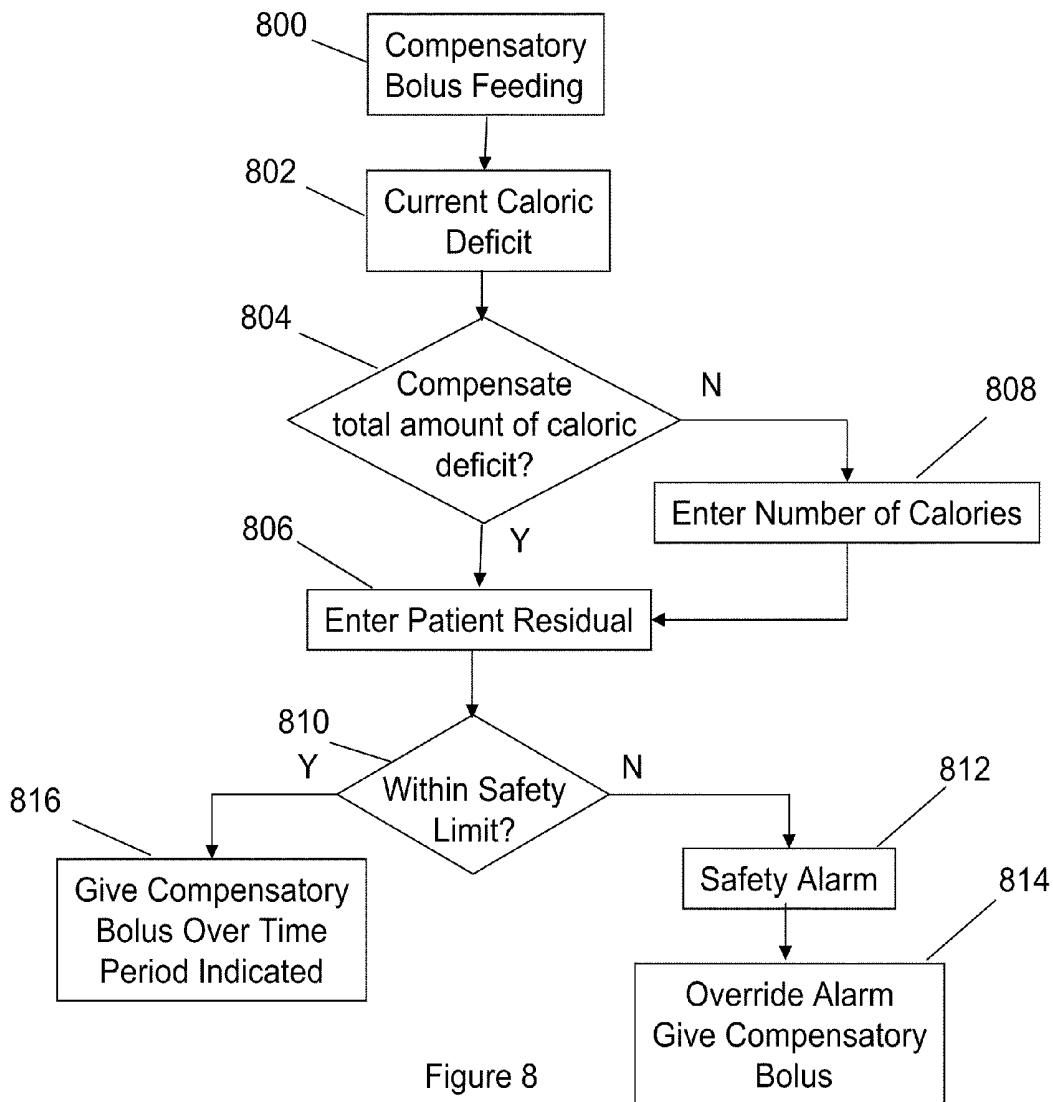 800
Compensatory
Bolus Feeding
802
Current Caloric
Deficit
804
Compensate
total amount of caloric
deficit?
N
808
Enter Number of Calories
Y
806
Enter Patient Residual
810
Within Safety
Limit?
Y
N
816
Give Compensatory
Bolus Over Time
Period Indicated
812
Safety Alarm
814
Override Alarm
Give Compensatory
Bolus
Figure 8